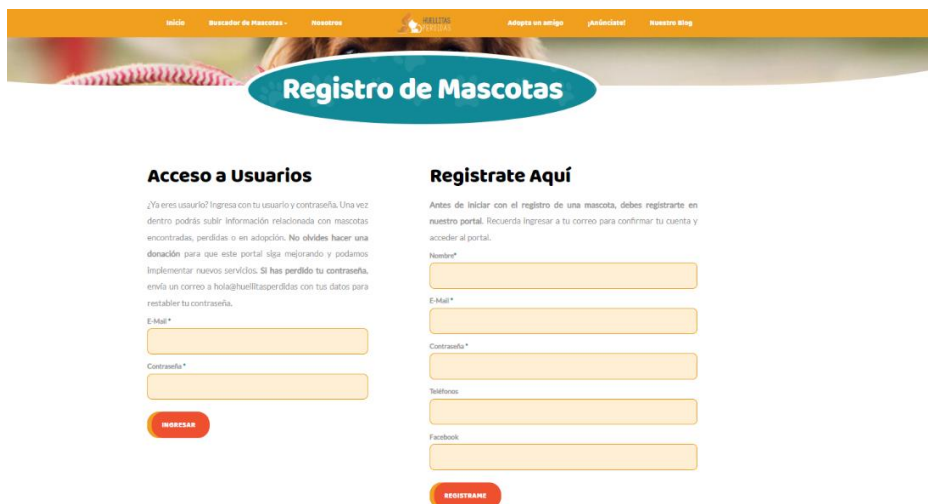 Inicio Buscador de Mascotas Nosotros HUELLITAS PERDIDAS Adopta un amigo ¡Anúnciate! Nuestro Blog
Registro de Mascotas
Acceso a Usuarios
¿Ya eres usaurio? Ingresa con tu usuario y contraseña. Una vez
dentro podrás subir información relacionada con mascotas
encontradas, perdidas o en adopción. No olvides hacer una
donación para que este portal siga mejorando y podamos
implementar nuevos servicios. Si has perdido tu contraseña,
envía un correo a hola@huellitasperdidas con tus datos para
restabler tu contraseña.
E-Mail *
Contraseña *
INGRESAR
Registrate Aquí
Antes de iniciar con el registro de una mascota, debes registrarte en
nuestro portal. Recuerda ingresar a tu correo para confirmar tu cuenta y
acceder al portal.
Nombre*
E-Mail *
Contraseña *
Teléfonos
Facebook
REGISTRAME